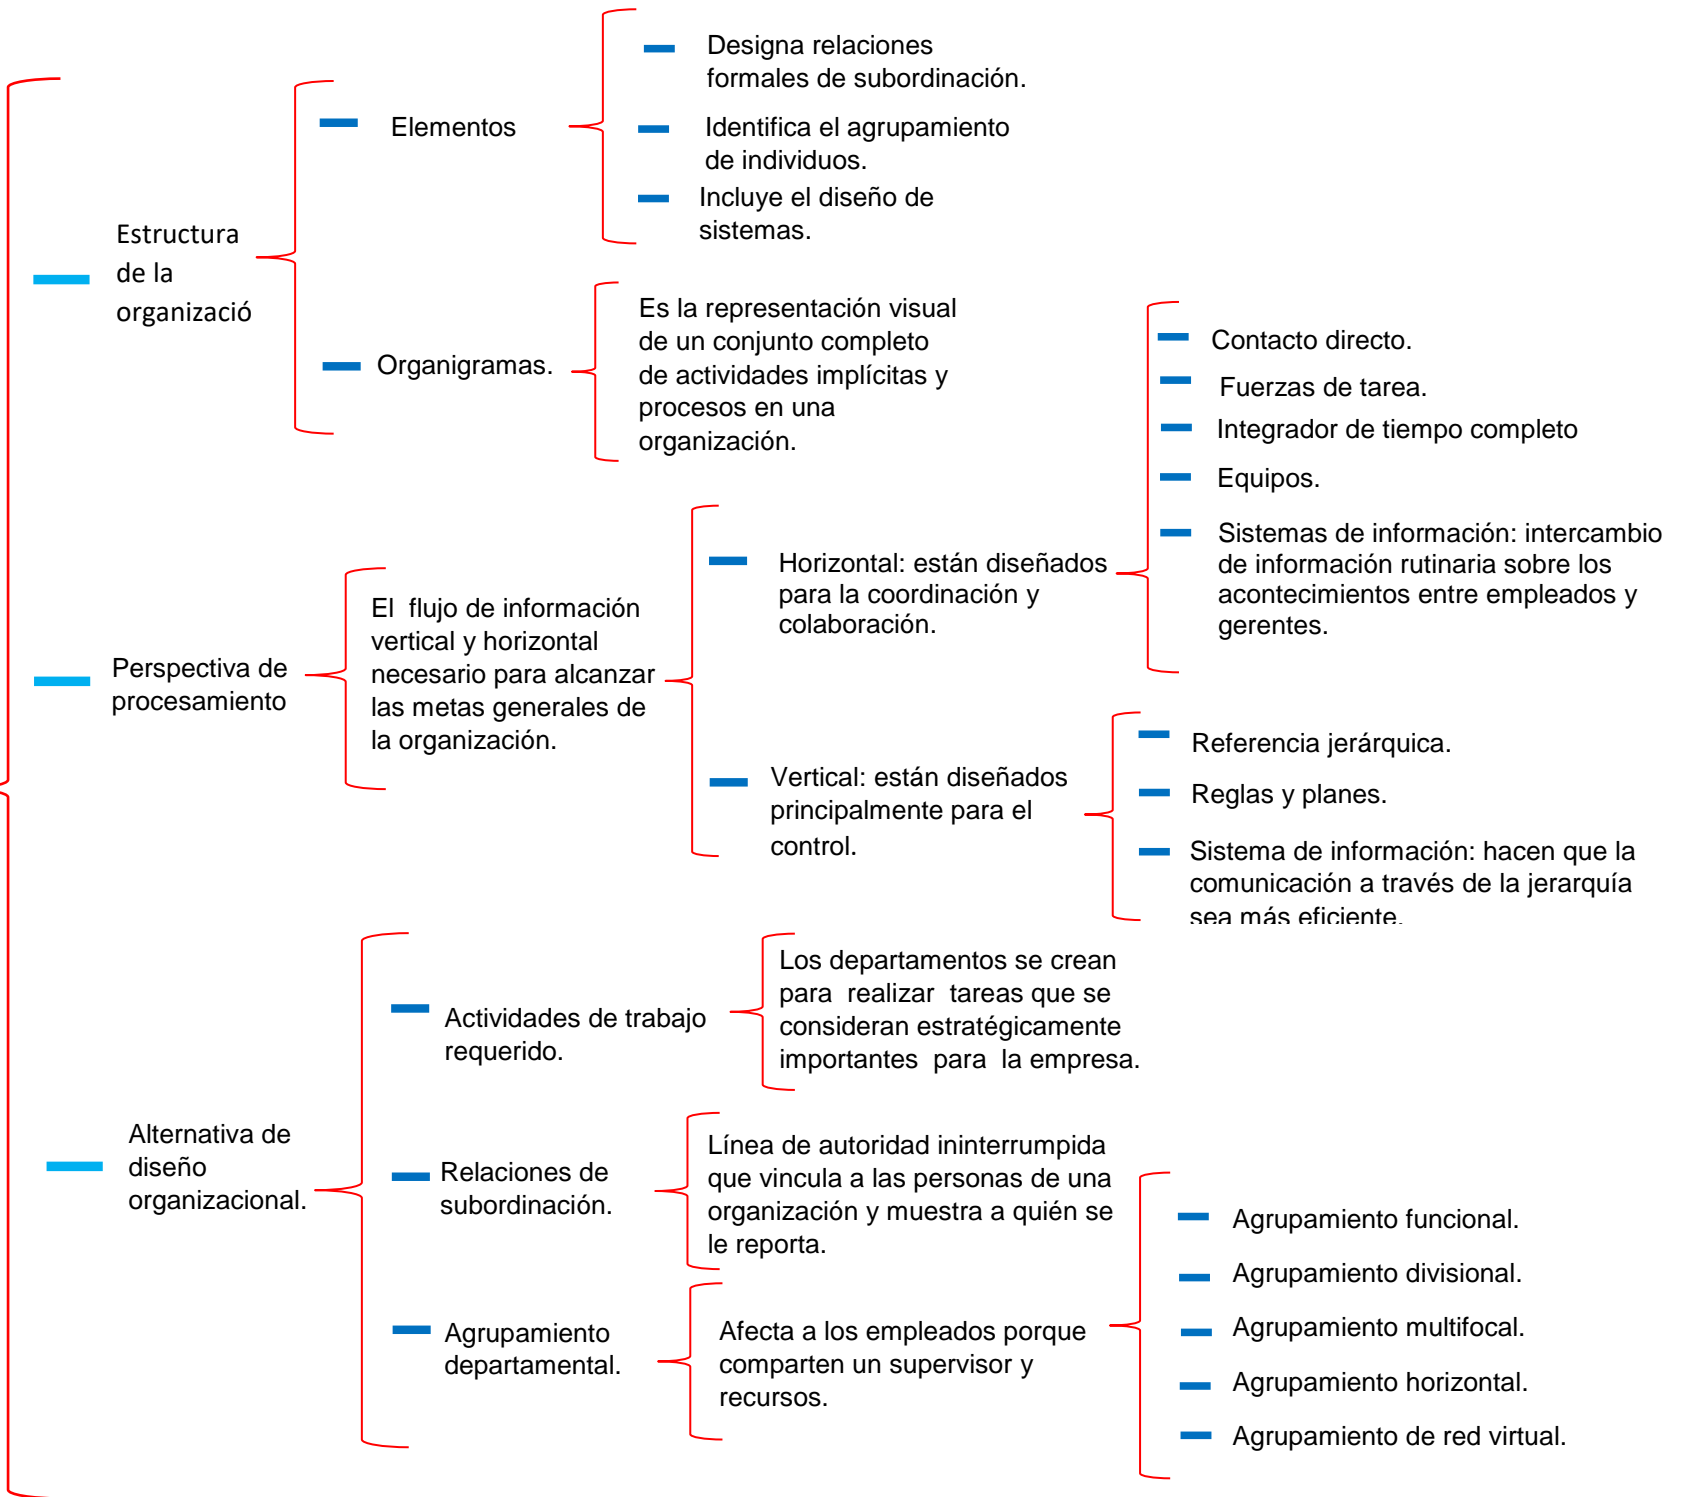 Estructura
de la
organizació
Elementos
Designa relaciones
formales de subordinación.
Identifica el agrupamiento
de individuos.
Incluye el diseño de
sistemas.
Organigramas.
Es la representación visual
de un conjunto completo
de actividades implícitas y
procesos en una
organización.
Perspectiva de
procesamiento
El flujo de información
vertical y horizontal
necesario para alcanzar
las metas generales de
la organización.
Horizontal: están diseñados
para la coordinación y
colaboración.
Contacto directo.
Fuerzas de tarea.
Integrador de tiempo completo
Equipos.
Sistemas de información: intercambio
de información rutinaria sobre los
acontecimientos entre empleados y
gerentes.
Vertical: están diseñados
principalmente para el
control.
Referencia jerárquica.
Reglas y planes.
Sistema de información: hacen que la
comunicación a través de la jerarquía
sea más eficiente.
Alternativa de
diseño
organizacional.
Actividades de trabajo
requerido.
Los departamentos se crean
para realizar tareas que se
consideran estratégicamente
importantes para la empresa.
Relaciones de
subordinación.
Línea de autoridad ininterrumpida
que vincula a las personas de una
organización y muestra a quién se
le reporta.
Agrupamiento
departamental.
Afecta a los empleados porque
comparten un supervisor y
recursos.
Agrupamiento funcional.
Agrupamiento divisional.
Agrupamiento multifocal.
Agrupamiento horizontal.
Agrupamiento de red virtual.